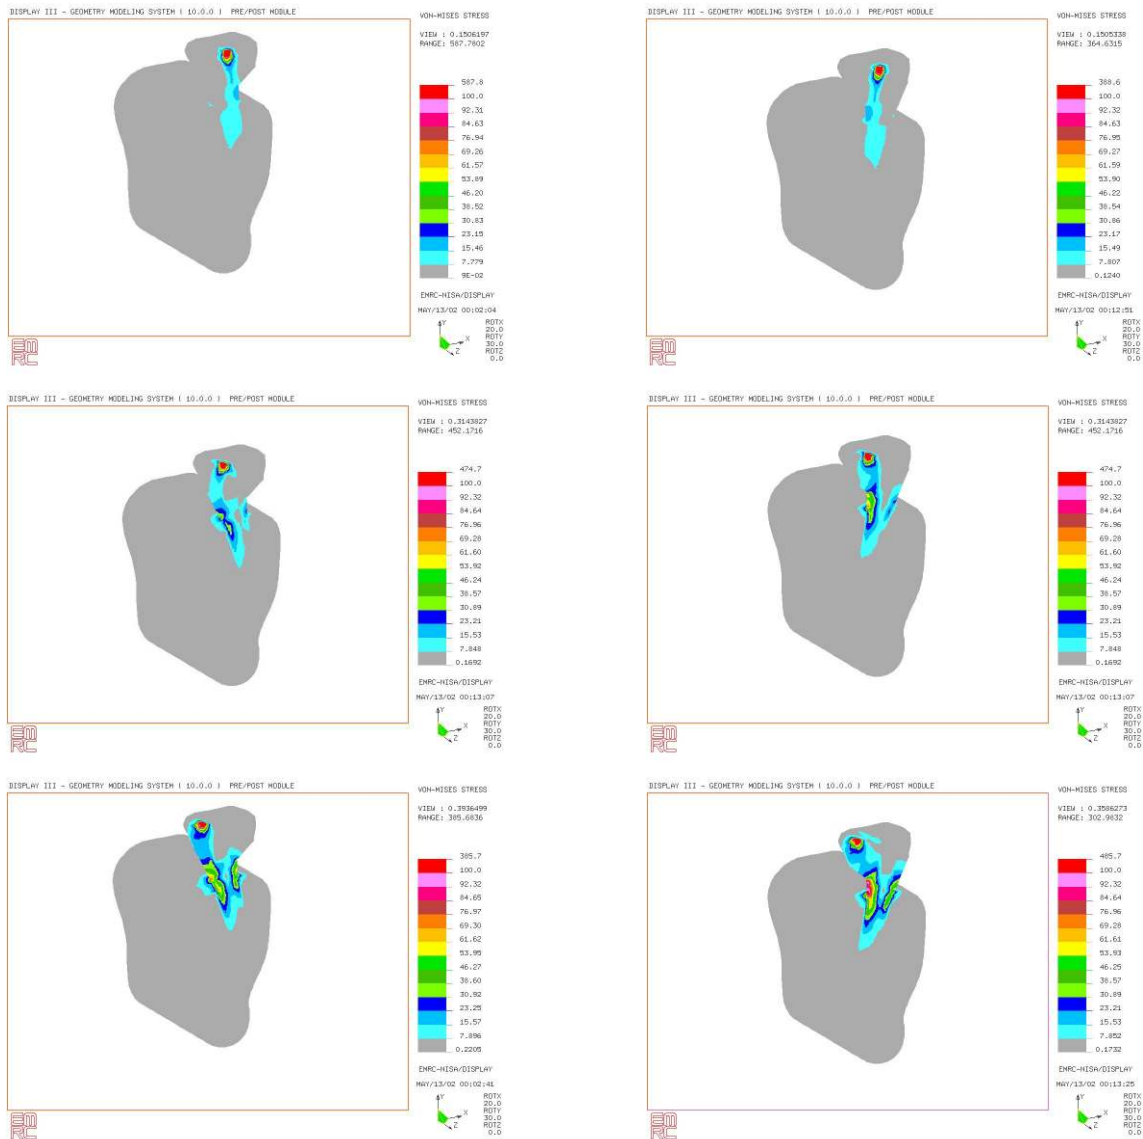 DISPLAY III - GEOMETRY MODELING SYSTEM ( 10.0.0 ) PRE/POST MODULE
VON-MISES STRESS
VIEW : 0.1506197
RANGE: 587.7802
587.8
100.0
92.31
84.63
76.94
69.26
61.57
53.89
46.20
38.52
30.83
23.15
15.46
7.779
9E-02
EMRC-NISA/DISPLAY
MAY/13/02 00:02:04
Y
X
Z
ROTX
20.0
ROTY
30.0
ROTZ
0.0
EMRC
DISPLAY III - GEOMETRY MODELING SYSTEM ( 10.0.0 ) PRE/POST MODULE
VON-MISES STRESS
VIEW : 0.1505338
RANGE: 364.6315
388.6
100.0
92.32
84.63
76.95
69.27
61.59
53.90
46.22
38.54
30.86
23.17
15.49
7.807
0.1240
EMRC-NISA/DISPLAY
MAY/13/02 00:12:51
Y
X
Z
ROTX
20.0
ROTY
30.0
ROTZ
0.0
EMRC
DISPLAY III - GEOMETRY MODELING SYSTEM ( 10.0.0 ) PRE/POST MODULE
VON-MISES STRESS
VIEW : 0.3143827
RANGE: 452.1716
474.7
100.0
92.32
84.64
76.96
69.28
61.60
53.92
46.24
38.57
30.89
23.21
15.53
7.848
0.1692
EMRC-NISA/DISPLAY
MAY/13/02 00:13:07
Y
X
Z
ROTX
20.0
ROTY
30.0
ROTZ
0.0
EMRC
DISPLAY III - GEOMETRY MODELING SYSTEM ( 10.0.0 ) PRE/POST MODULE
VON-MISES STRESS
VIEW : 0.3143827
RANGE: 452.1716
474.7
100.0
92.32
84.64
76.96
69.28
61.60
53.92
46.24
38.57
30.89
23.21
15.53
7.848
0.1692
EMRC-NISA/DISPLAY
MAY/13/02 00:13:07
Y
X
Z
ROTX
20.0
ROTY
30.0
ROTZ
0.0
EMRC
DISPLAY III - GEOMETRY MODELING SYSTEM ( 10.0.0 ) PRE/POST MODULE
VON-MISES STRESS
VIEW : 0.3936499
RANGE: 385.6836
385.7
100.0
92.32
84.65
76.97
69.30
61.62
53.95
46.27
38.60
30.92
23.25
15.57
7.896
0.2205
EMRC-NISA/DISPLAY
MAY/13/02 00:02:41
Y
X
Z
ROTX
20.0
ROTY
30.0
ROTZ
0.0
EMRC
DISPLAY III - GEOMETRY MODELING SYSTEM ( 10.0.0 ) PRE/POST MODULE
VON-MISES STRESS
VIEW : 0.3586273
RANGE: 302.9832
485.7
100.0
92.32
84.64
76.96
69.28
61.61
53.93
46.25
38.57
30.89
23.21
15.53
7.852
0.1732
EMRC-NISA/DISPLAY
MAY/13/02 00:13:25
Y
X
Z
ROTX
20.0
ROTY
30.0
ROTZ
0.0
EMRC